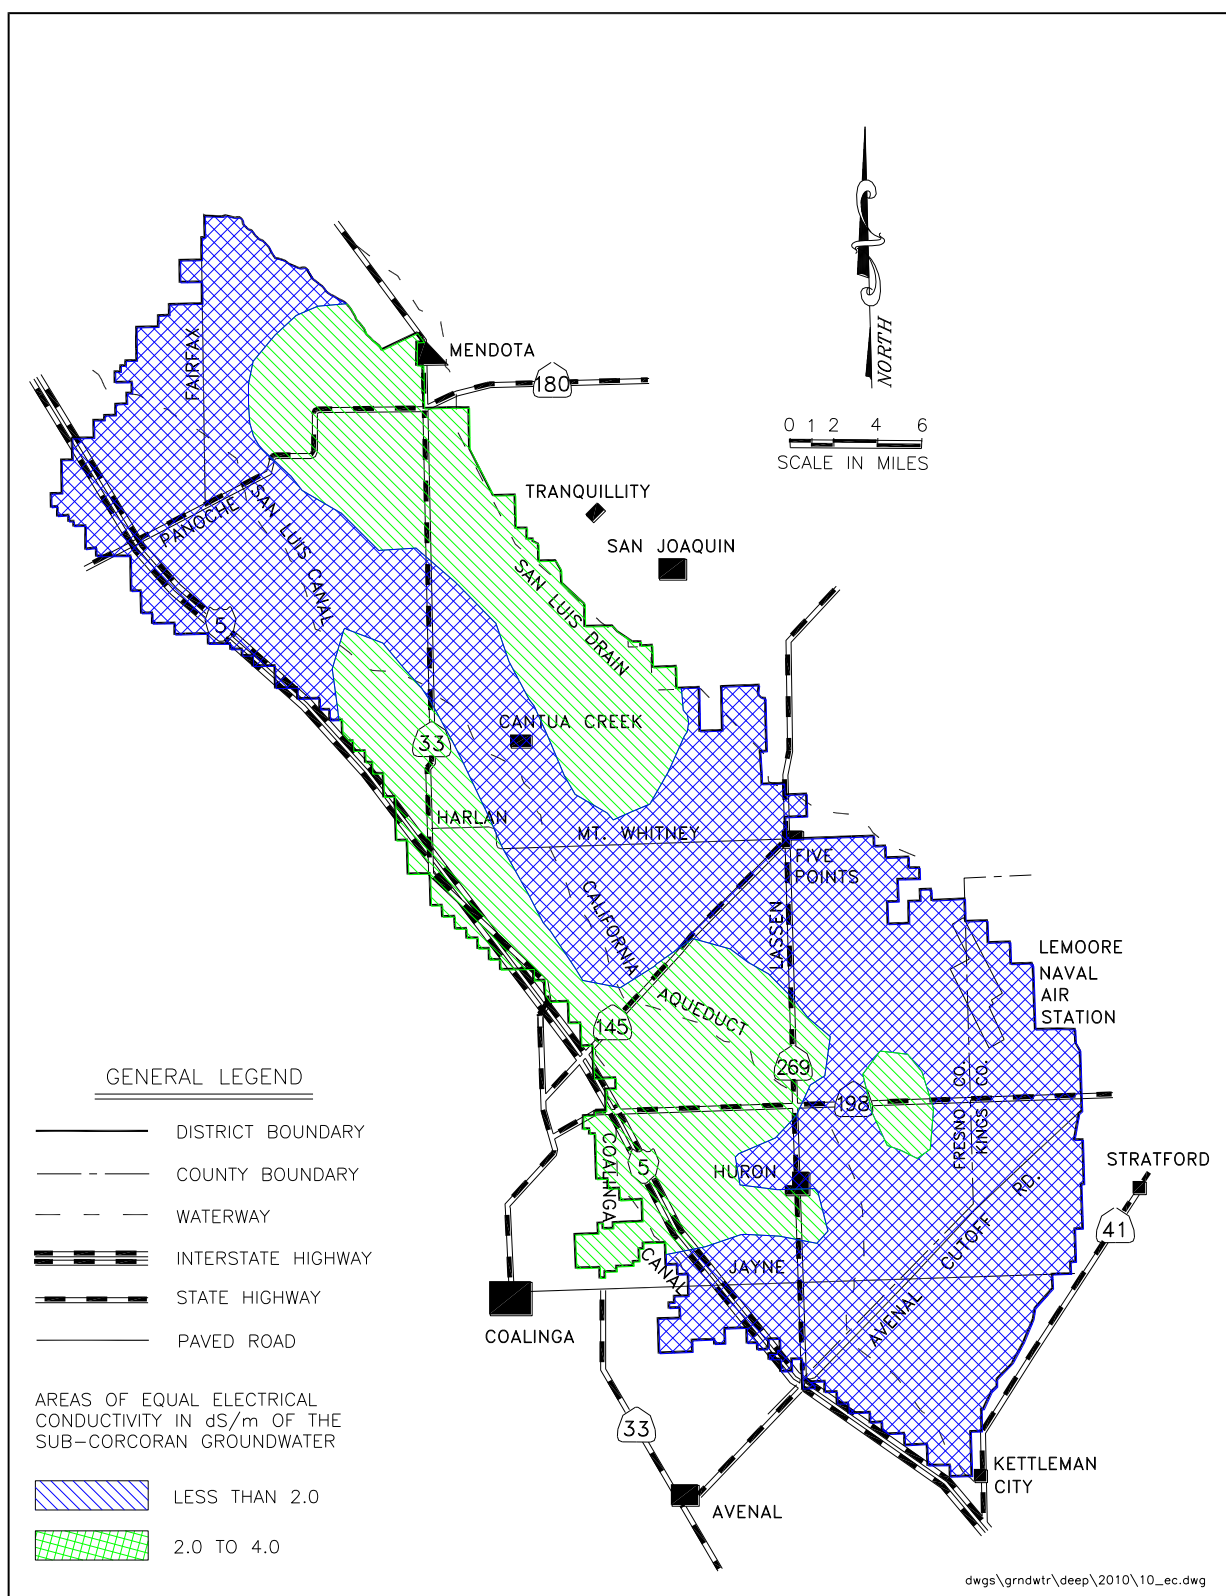 MENDOTA
180
FAIRFAX
NORTH
0 1 2 4 6
SCALE IN MILES
TRANQUILLITY
SAN JOAQUIN
PANOCHE
SAN LUIS CANAL
SAN LUIS DRAIN
5
CANTUA CREEK
33
HARLAN
MT. WHITNEY
FIVE
POINTS
CALIFORNIA
LASSEN
AQUEDUCT
LEMOORE
NAVAL
AIR
STATION
145
269
198
FRESNO CO.
KINGS CO.
COALINGA
CANAL
5
HURON
STRATFORD
41
JAYNE
AVENAL CUTOFF RD.
COALINGA
33
AVENAL
KETTLEMAN
CITY
GENERAL LEGEND
DISTRICT BOUNDARY
COUNTY BOUNDARY
WATERWAY
INTERSTATE HIGHWAY
STATE HIGHWAY
PAVED ROAD
AREAS OF EQUAL ELECTRICAL
CONDUCTIVITY IN dS/m OF THE
SUB-CORCORAN GROUNDWATER
LESS THAN 2.0
2.0 TO 4.0
dwgs\grndwtr\deep\2010\10_ec.dwg